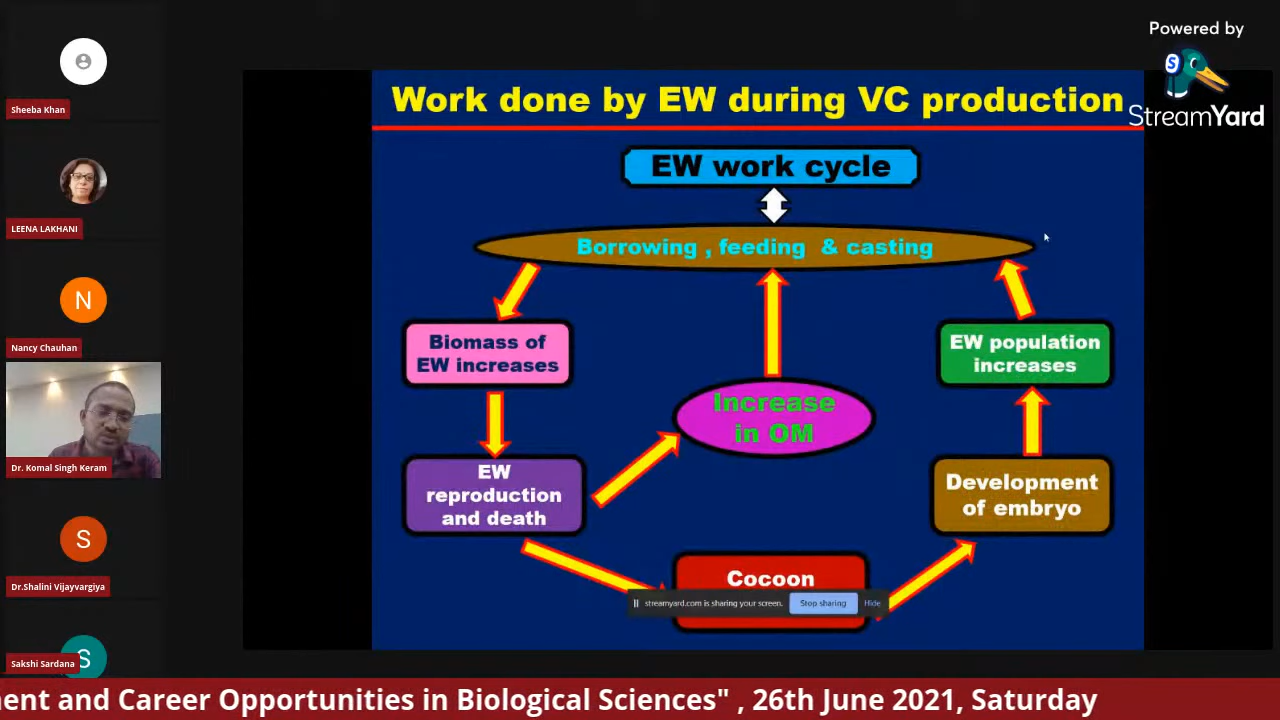 Powered by
StreamYard
Sheeba Khan
LEENA LAKHANI
N
Nancy Chauhan
Dr. Komal Singh Keram
S
Dr.Shalini Vijayvargiya
S
Sakshi Sardana
Work done by EW during VC production
EW work cycle
Borrowing , feeding & casting
Biomass of
EW increases
EW population
increases
Increase
in OM
EW
reproduction
and death
Development
of embryo
Cocoon
streamyard.com is sharing your screen.
Stop sharing
Hide
ent and Career Opportunities in Biological Sciences" , 26th June 2021, Saturday